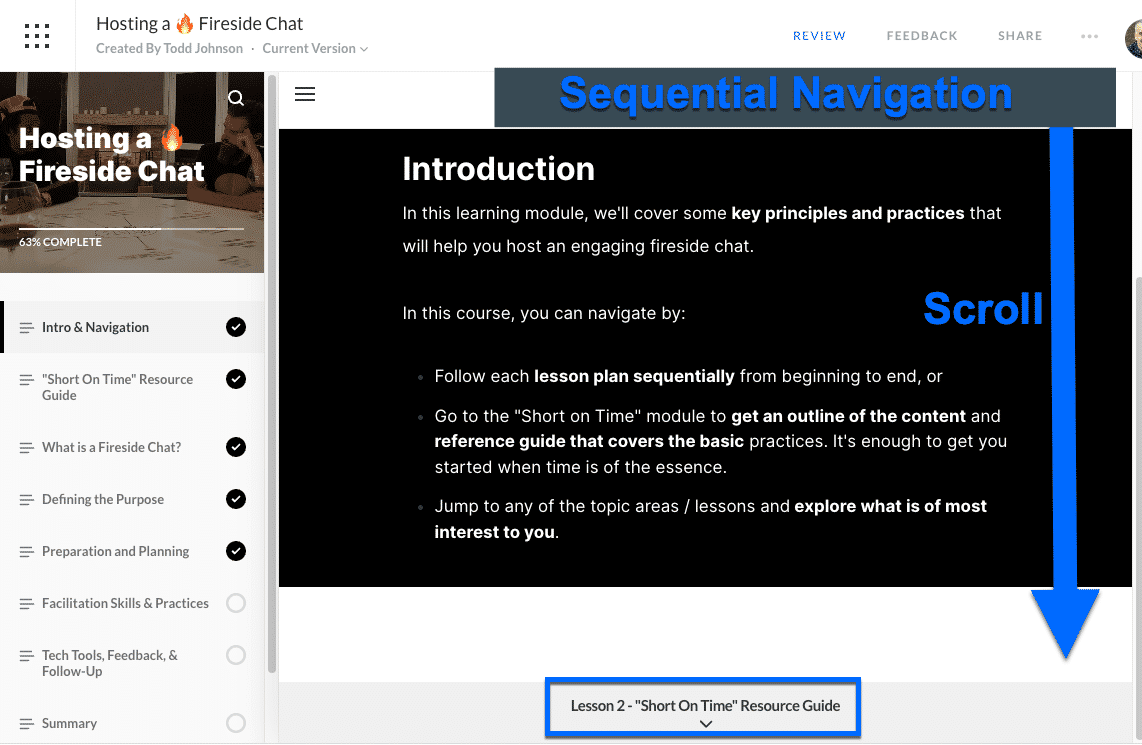 Hosting a 🔥 Fireside Chat
Created By Todd Johnson · Current Version
REVIEW
FEEDBACK
SHARE
Hosting a 🔥
Fireside Chat
63% COMPLETE
Intro & Navigation
"Short On Time" Resource
Guide
What is a Fireside Chat?
Defining the Purpose
Preparation and Planning
Facilitation Skills & Practices
Tech Tools, Feedback, &
Follow-Up
Summary
Sequential Navigation
Introduction
In this learning module, we'll cover some key principles and practices that
will help you host an engaging fireside chat.
In this course, you can navigate by:
Scroll
• Follow each lesson plan sequentially from beginning to end, or
• Go to the "Short on Time" module to get an outline of the content and
reference guide that covers the basic practices. It's enough to get you
started when time is of the essence.
• Jump to any of the topic areas / lessons and explore what is of most
interest to you.
Lesson 2 - "Short On Time" Resource Guide